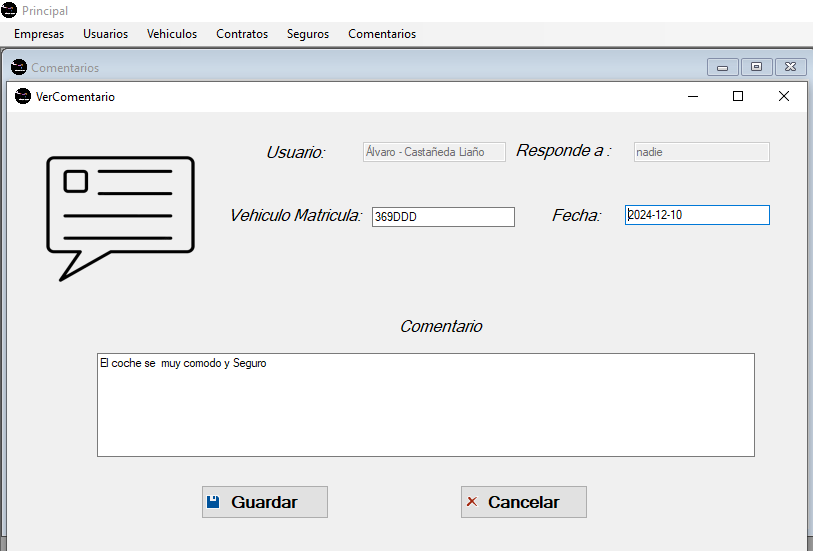 Principal
Empresas Usuarios Vehiculos Contratos Seguros Comentarios
Comentarios
VerComentario
Usuario: Álvaro - Castañeda Liaño Responde a : nadie
Vehiculo Matricula: 369DDD Fecha: 2024-12-10
Comentario
El coche se muy comodo y Seguro
Guardar Cancelar